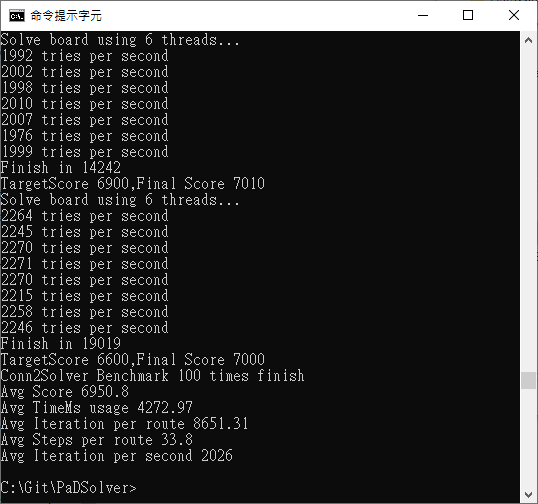 命令提示字元
Solve board using 6 threads...
1992 tries per second
2002 tries per second
1998 tries per second
2010 tries per second
2007 tries per second
1976 tries per second
1999 tries per second
Finish in 14242
TargetScore 6900,Final Score 7010
Solve board using 6 threads...
2264 tries per second
2245 tries per second
2270 tries per second
2271 tries per second
2270 tries per second
2215 tries per second
2258 tries per second
2246 tries per second
Finish in 19019
TargetScore 6600,Final Score 7000
Conn2Solver Benchmark 100 times finish
Avg Score 6950.8
Avg TimeMs usage 4272.97
Avg Iteration per route 8651.31
Avg Steps per route 33.8
Avg Iteration per second 2026
C:\Git\PaDSolver>